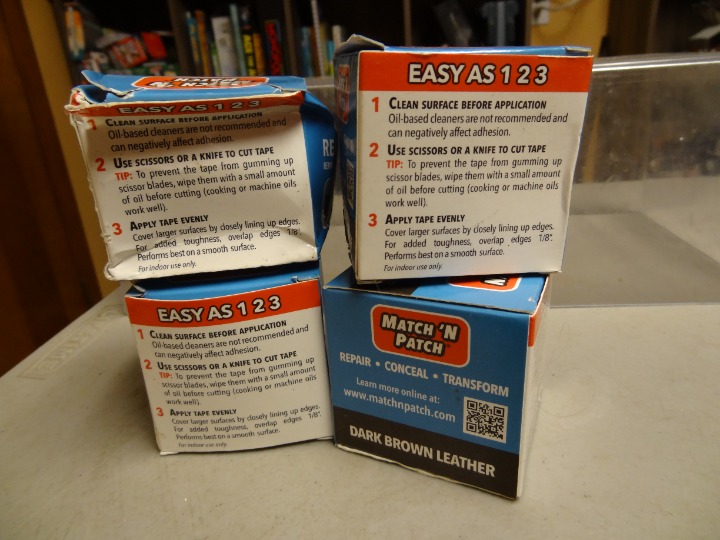 MATCH 'N
PATCH
EASY AS 1 2 3
1 CLEAN SURFACE BEFORE APPLICATION
Oil-based cleaners are not recommended and
can negatively affect adhesion.
2 USE SCISSORS OR A KNIFE TO CUT TAPE
TIP: To prevent the tape from gumming up
scissor blades, wipe them with a small amount
of oil before cutting (cooking or machine oils
work well).
3 APPLY TAPE EVENLY
Cover larger surfaces by closely lining up edges.
For added toughness, overlap edges 1/8".
Performs best on a smooth surface.
For indoor use only.
RE
EASY AS 1 2 3
1 CLEAN SURFACE BEFORE APPLICATION
Oil-based cleaners are not recommended and
can negatively affect adhesion.
2 USE SCISSORS OR A KNIFE TO CUT TAPE
TIP: To prevent the tape from gumming up
scissor blades, wipe them with a small amount
of oil before cutting (cooking or machine oils
work well).
3 APPLY TAPE EVENLY
Cover larger surfaces by closely lining up edges.
For added toughness, overlap edges 1/8".
Performs best on a smooth surface.
For indoor use only.
EASY AS 1 2 3
1 CLEAN SURFACE BEFORE APPLICATION
Oil-based cleaners are not recommended and
can negatively affect adhesion.
2 USE SCISSORS OR A KNIFE TO CUT TAPE
TIP: To prevent the tape from gumming up
scissor blades, wipe them with a small amount
of oil before cutting (cooking or machine oils
work well).
3 APPLY TAPE EVENLY
Cover larger surfaces by closely lining up edges.
For added toughness, overlap edges 1/8".
Performs best on a smooth surface.
For indoor use only.
MATCH 'N
PATCH
REPAIR • CONCEAL • TRANSFORM
Learn more online at:
www.matchnpatch.com
DARK BROWN LEATHER